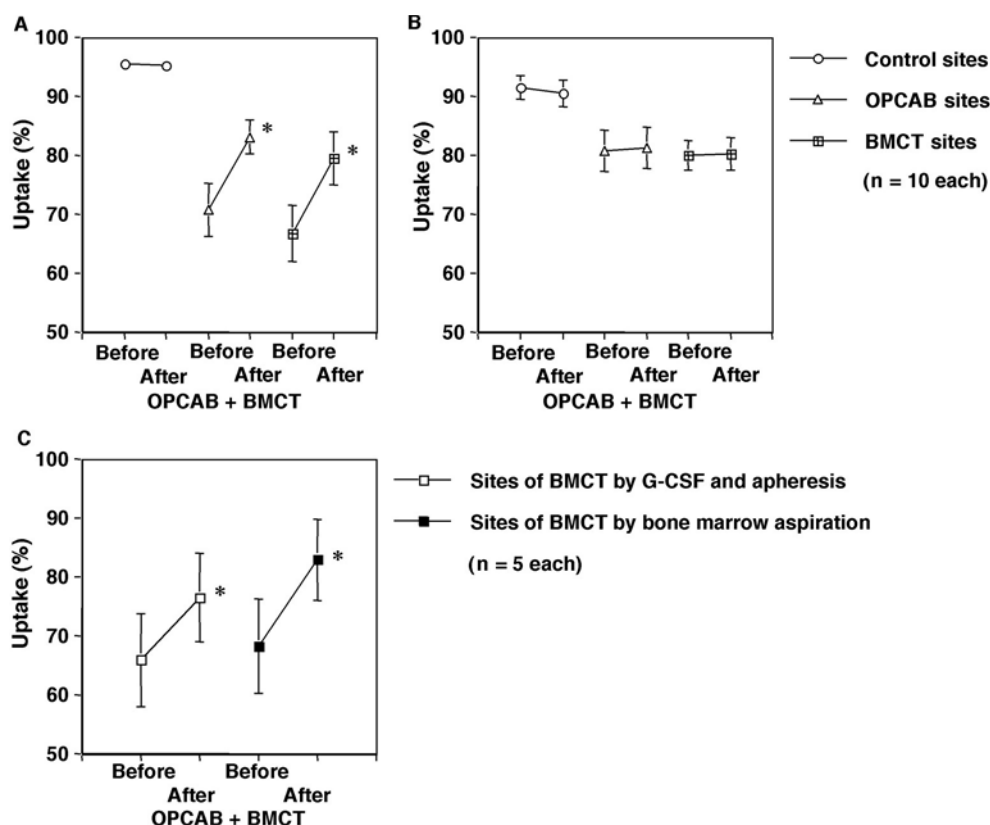 A
100
90
80
70
60
50
Uptake (%)
*
*
Before Before Before
After After After
OPCAB + BMCT
B
100
90
80
70
60
50
Uptake (%)
Before Before Before
After After After
OPCAB + BMCT
Control sites
OPCAB sites
BMCT sites
(n = 10 each)
C
100
90
80
70
60
50
Uptake (%)
*
*
Before Before
After After
OPCAB + BMCT
Sites of BMCT by G-CSF and apheresis
Sites of BMCT by bone marrow aspiration
(n = 5 each)